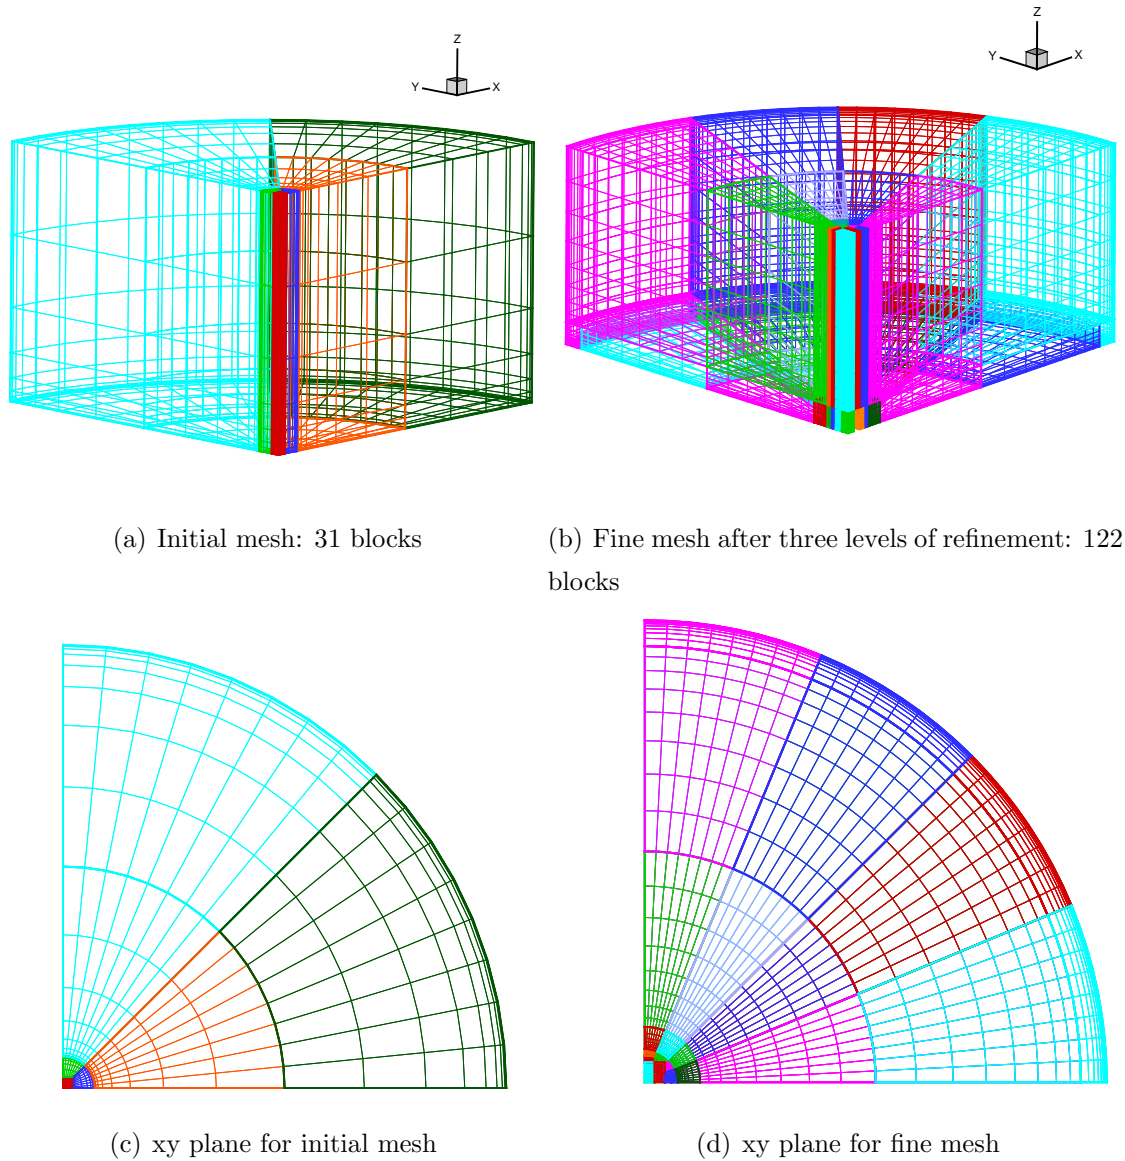 Z
Y
X
Z
Y
X
(a) Initial mesh: 31 blocks
(b) Fine mesh after three levels of refinement: 122
blocks
(c) xy plane for initial mesh
(d) xy plane for fine mesh